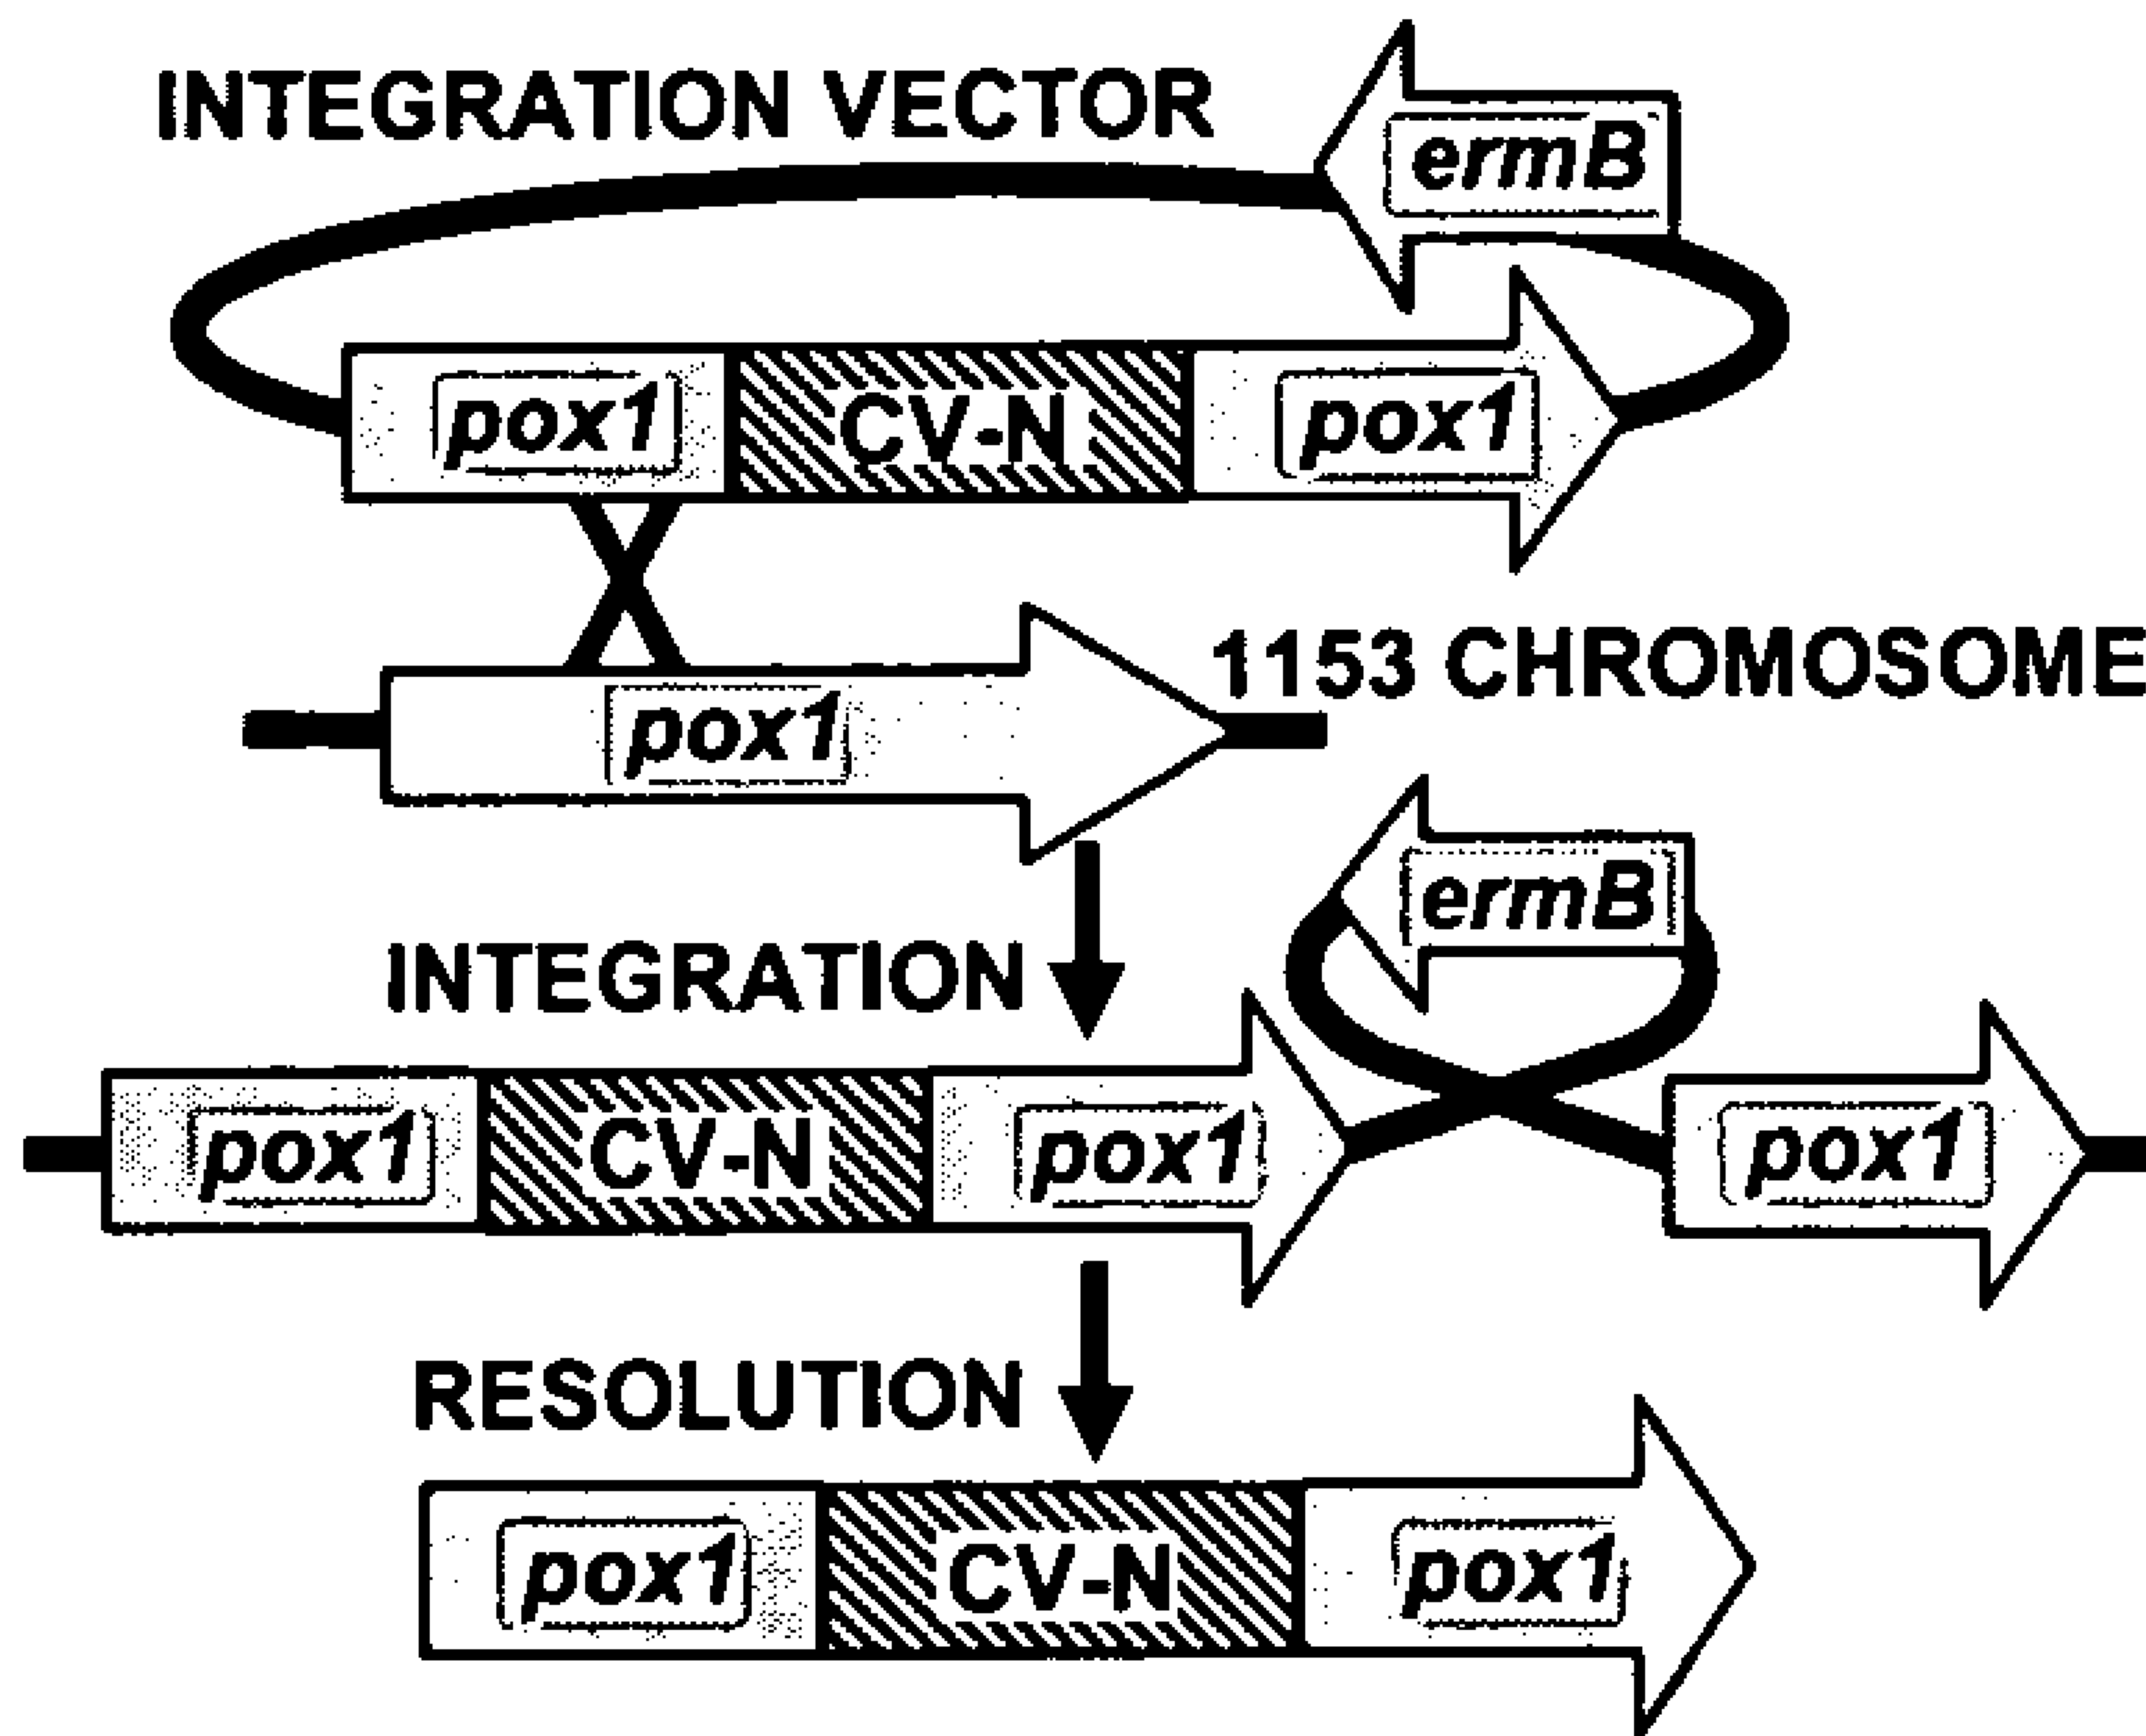 INTEGRATION VECTOR
ermB
pox1 CV-N pox1
1153 CHROMOSOME
pox1
ermB
INTEGRATION
pox1 CV-N pox1 pox1
RESOLUTION
pox1 CV-N pox1